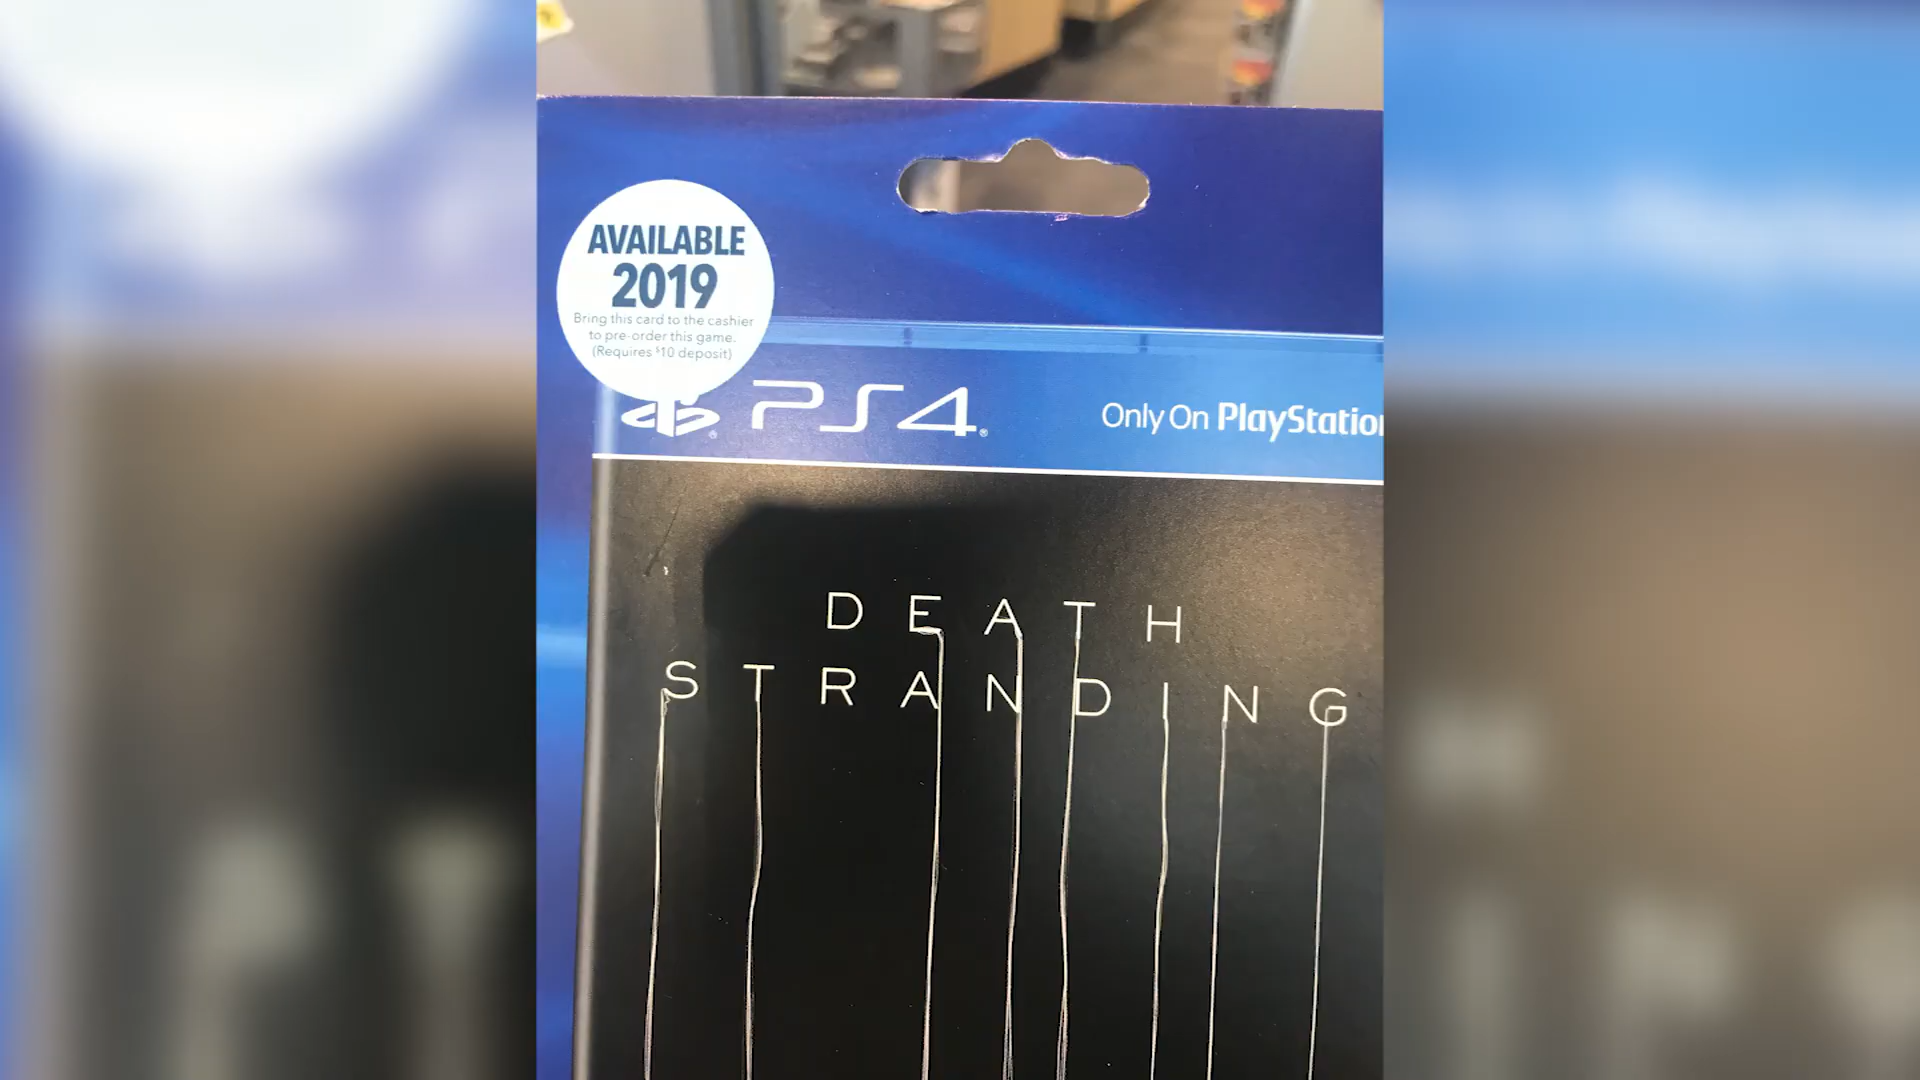 AVAILABLE
2019
Bring this card to the cashier
to pre-order this game.
(Requires $10 deposit)
PS4®
Only On PlayStation
DEATH
STRANDING